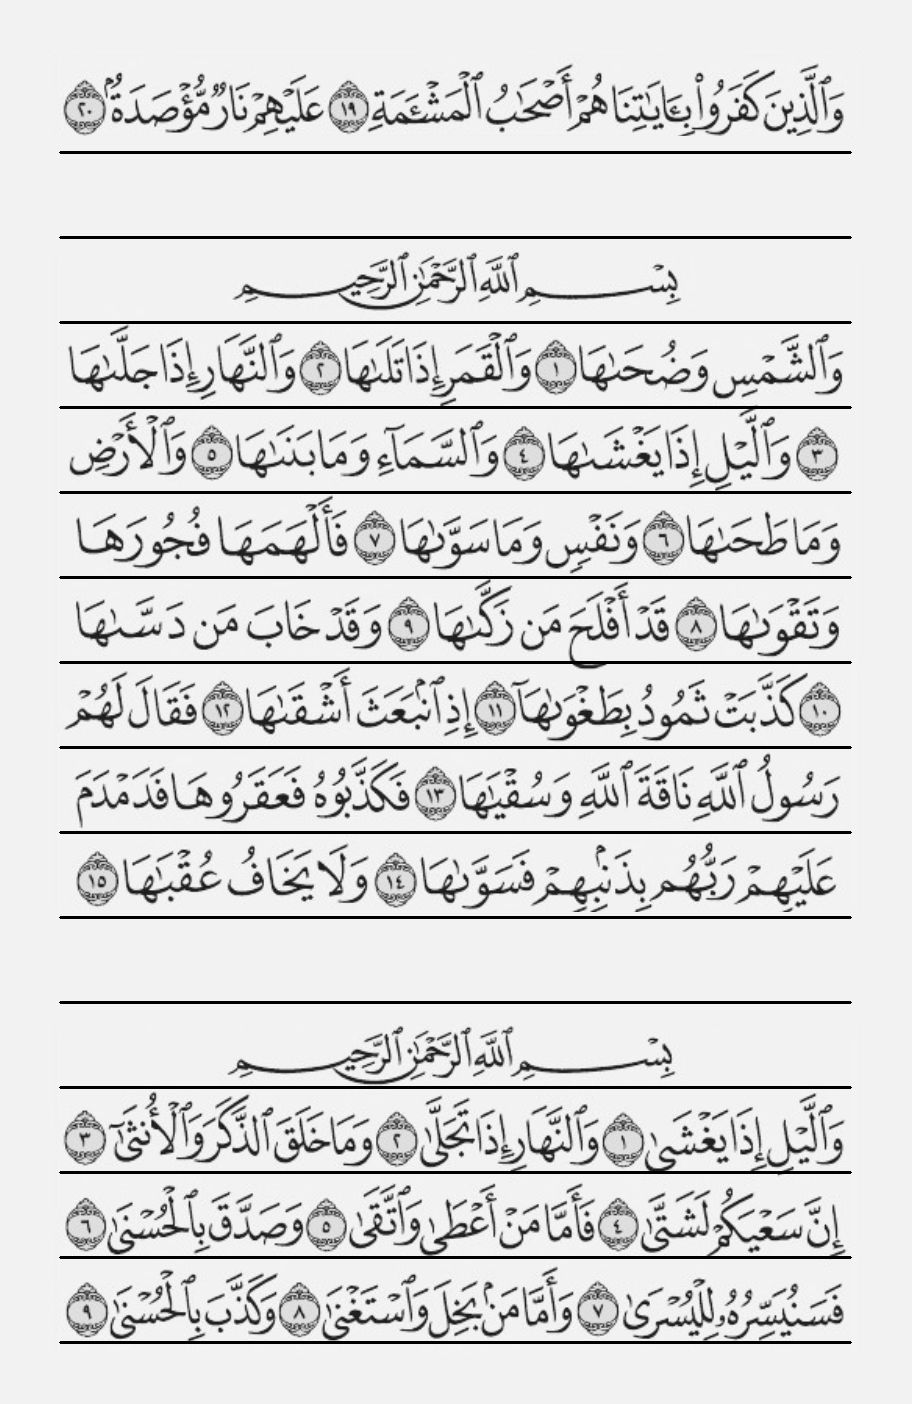 وَٱلَّذِينَ كَفَرُوا۟ بِـَٔايَـٰتِنَا هُمْ أَصْحَـٰبُ ٱلْمَشْـَٔمَةِ ١٩ عَلَيْهِمْ نَارٌ مُّؤْصَدَةٌۢ ٢٠
بِسْمِ ٱللَّهِ ٱلرَّحْمَـٰنِ ٱلرَّحِيمِ
وَٱلشَّمْسِ وَضُحَىٰهَا ١ وَٱلْقَمَرِ إِذَا تَلَىٰهَا ٢ وَٱلنَّهَارِ إِذَا جَلَّىٰهَا
٣ وَٱلَّيْلِ إِذَا يَغْشَىٰهَا ٤ وَٱلسَّمَآءِ وَمَا بَنَىٰهَا ٥ وَٱلْأَرْضِ
وَمَا طَحَىٰهَا ٦ وَنَفْسٍ وَمَا سَوَّىٰهَا ٧ فَأَلْهَمَهَا فُجُورَهَا
وَتَقْوَىٰهَا ٨ قَدْ أَفْلَحَ مَن زَكَّىٰهَا ٩ وَقَدْ خَابَ مَن دَسَّىٰهَا
١٠ كَذَّبَتْ ثَمُودُ بِطَغْوَىٰهَآ ١١ إِذِ ٱنۢبَعَثَ أَشْقَىٰهَا ١٢ فَقَالَ لَهُمْ
رَسُولُ ٱللَّهِ نَاقَةَ ٱللَّهِ وَسُقْيَـٰهَا ١٣ فَكَذَّبُوهُ فَعَقَرُوهَا فَدَمْدَمَ
عَلَيْهِمْ رَبُّهُم بِذَنۢبِهِمْ فَسَوَّىٰهَا ١٤ وَلَا يَخَافُ عُقْبَـٰهَا ١٥
بِسْمِ ٱللَّهِ ٱلرَّحْمَـٰنِ ٱلرَّحِيمِ
وَٱلَّيْلِ إِذَا يَغْشَىٰ ١ وَٱلنَّهَارِ إِذَا تَجَلَّىٰ ٢ وَمَا خَلَقَ ٱلذَّكَرَ وَٱلْأُنثَىٰٓ ٣
إِنَّ سَعْيَكُمْ لَشَتَّىٰ ٤ فَأَمَّا مَنْ أَعْطَىٰ وَٱتَّقَىٰ ٥ وَصَدَّقَ بِٱلْحُسْنَىٰ ٦
فَسَنُيَسِّرُهُۥ لِلْيُسْرَىٰ ٧ وَأَمَّا مَنۢ بَخِلَ وَٱسْتَغْنَىٰ ٨ وَكَذَّبَ بِٱلْحُسْنَىٰ ٩